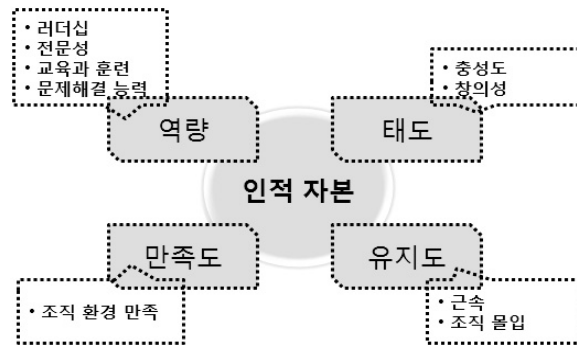 • 러더십
• 전문성
• 교육과 훈련
• 문제해결 능력
• 충성도
• 창의성
역량
태도
인적 자본
만족도
유지도
• 조직 환경 만족
• 근속
• 조직 몰입